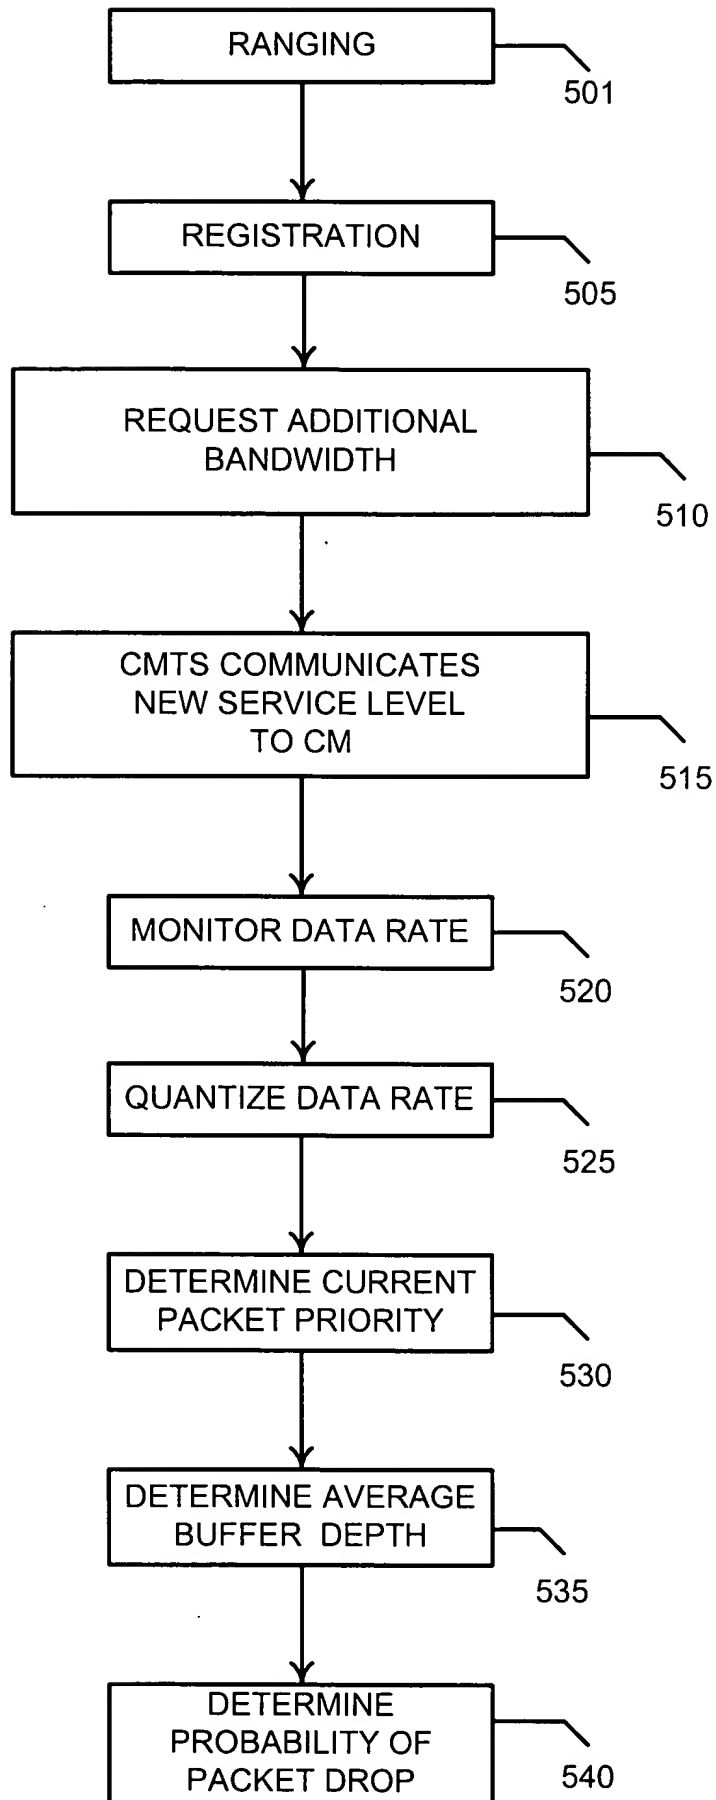 RANGING
501
REGISTRATION
505
REQUEST ADDITIONAL
BANDWIDTH
510
CMTS COMMUNICATES
NEW SERVICE LEVEL
TO CM
515
MONITOR DATA RATE
520
QUANTIZE DATA RATE
525
DETERMINE CURRENT
PACKET PRIORITY
530
DETERMINE AVERAGE
BUFFER DEPTH
535
DETERMINE
PROBABILITY OF
PACKET DROP
540